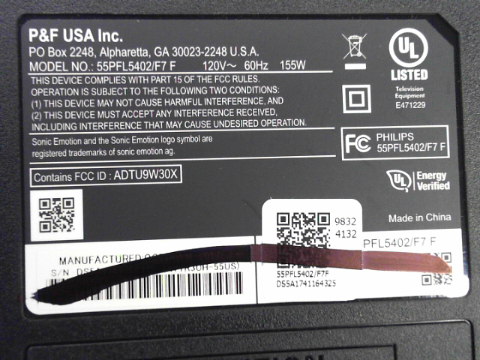 P&F USA Inc.
PO Box 2248, Alpharetta, GA 30023-2248 U.S.A.
MODEL NO. : 55PFL5402/F7 F 120V~ 60Hz 155W
THIS DEVICE COMPLIES WITH PART 15 OF THE FCC RULES.
OPERATION IS SUBJECT TO THE FOLLOWING TWO CONDITIONS:
(1) THIS DEVICE MAY NOT CAUSE HARMFUL INTERFERENCE, AND
(2) THIS DEVICE MUST ACCEPT ANY INTERFERENCE RECEIVED,
INCLUDING INTERFERENCE THAT MAY CAUSE UNDESIRED OPERATION.
Sonic Emotion and the Sonic Emotion logo symbol are
registered trademarks of sonic emotion ag.
Contains FCC ID : ADTU9W30X
UL
LISTED
Television
Equipment
E471229
FC
PHILIPS
55PFL5402/F7 F
UL
Energy
Verified
Made in China
MANUFACTURED
S/N
9832
4132
55PFL5402/F7F
DS5A1741164325
PFL5402/F7 F